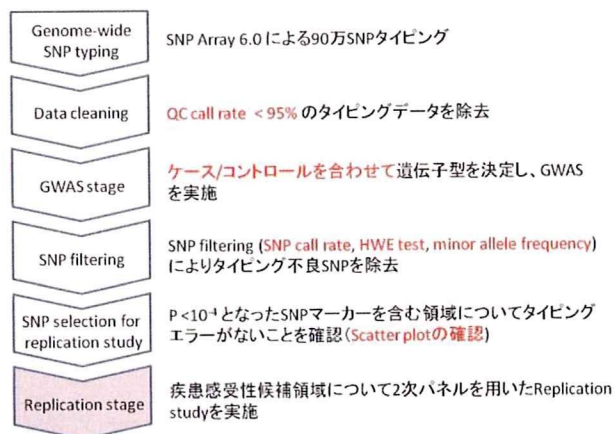 Genome-wide
SNP typing
SNP Array 6.0 による90万SNPタイピング
Data cleaning
QC call rate < 95% のタイピングデータを除去
GWAS stage
ケース/コントロールを合わせて遺伝子型を決定し、GWAS
を実施
SNP filtering
SNP filtering (SNP call rate, HWE test, minor allele frequency)
によりタイピング不良SNPを除去
SNP selection for
replication study
P <10⁻⁴ となったSNPマーカーを含む領域についてタイピング
エラーがないことを確認(Scatter plotの確認)
Replication stage
疾患感受性候補領域について2次パネルを用いたReplication
studyを実施